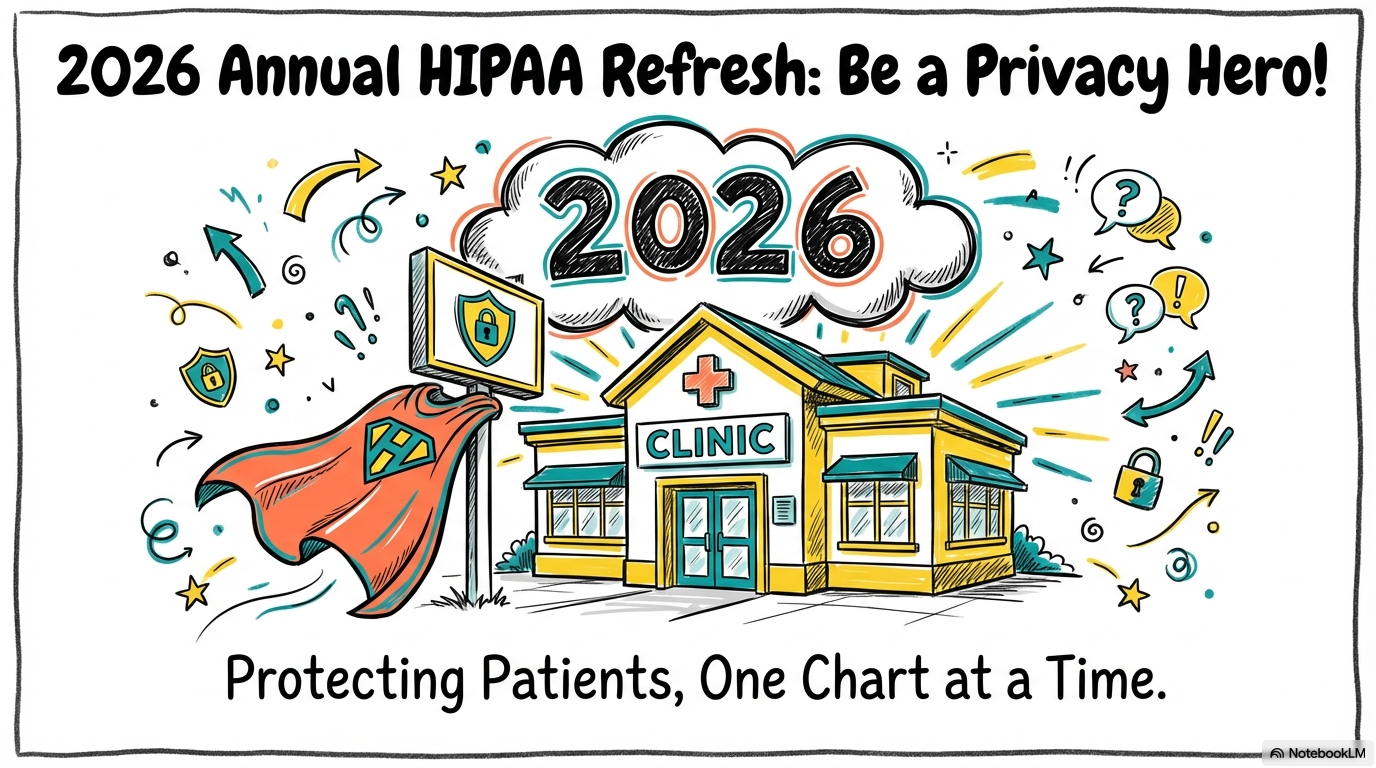 2026 Annual HIPAA Refresh: Be a Privacy Hero!
2026
H
CLINIC
Protecting Patients, One Chart at a Time.
NotebookLM